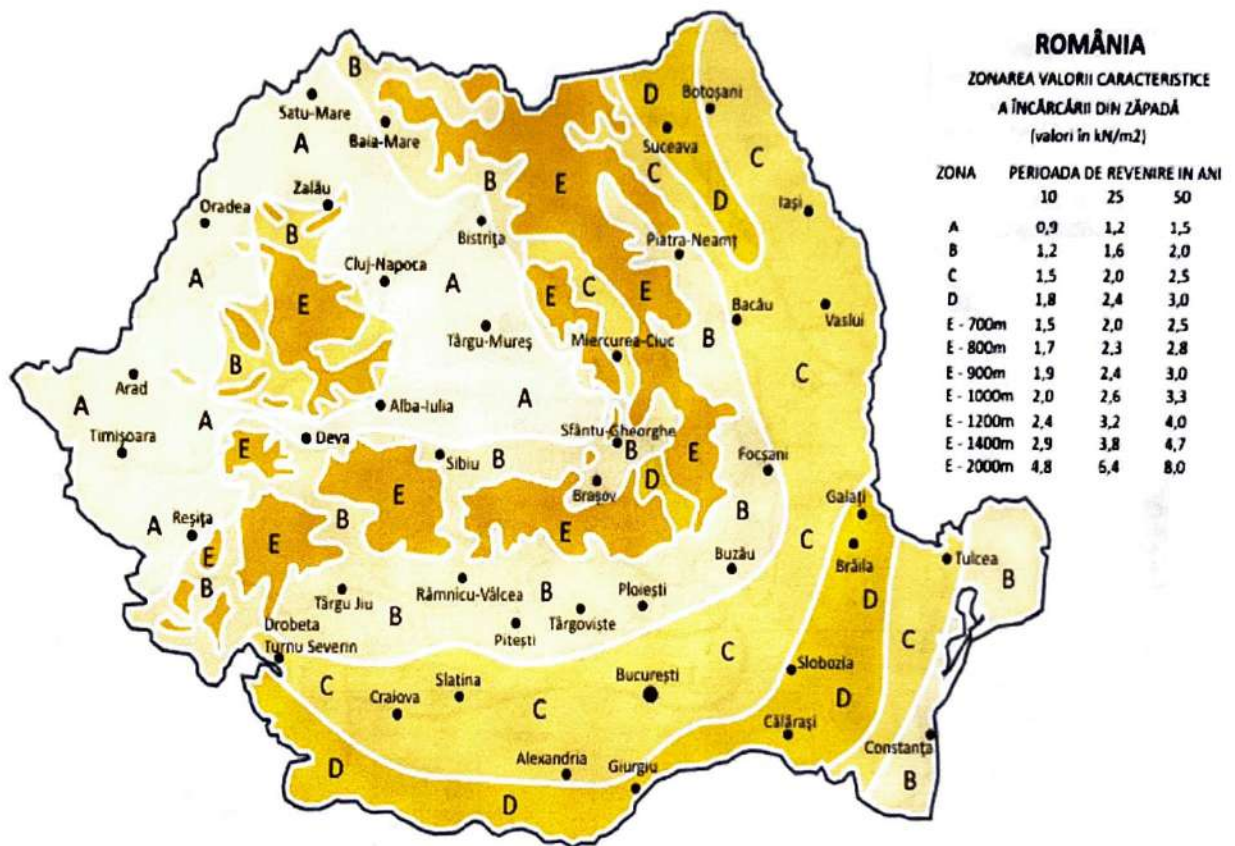 ROMÂNIA
ZONAREA VALORII CARACTERISTICE
A ÎNCĂRCĂRII DIN ZĂPADĂ
(valori în kN/m2)
ZONA PERIOADA DE REVENIRE IN ANI
10 25 50
A 0,9 1,2 1,5
B 1,2 1,6 2,0
C 1,5 2,0 2,5
D 1,8 2,4 3,0
E - 700m 1,5 2,0 2,5
E - 800m 1,7 2,3 2,8
E - 900m 1,9 2,4 3,0
E - 1000m 2,0 2,6 3,3
E - 1200m 2,4 3,2 4,0
E - 1400m 2,9 3,8 4,7
E - 2000m 4,8 6,4 8,0
B
D
Botoșani
Satu-Mare
Baia-Mare
Suceava
A
C
C
B
E
Zalău
D
Iași
Oradea
B
Bistrița
Piatra-Neamț
Cluj-Napoca
A
A
C
E
E
E
Bacău
Vaslui
Târgu-Mureș
B
Miercurea-Ciuc
B
Arad
C
A
A
Alba-Iulia
A
Timișoara
Deva
Sfântu-Gheorghe
E
Sibiu
B
B
E
Focșani
D
Brașov
E
Galați
Reșița
A
B
B
E
E
C
E
Buzău
Brăila
Tulcea
B
Târgu Jiu
Râmnicu-Vâlcea
B
Ploiești
B
D
B
Pitești
Târgoviște
Drobeta
Turnu Severin
C
C
București
Slobozia
C
Slatina
Craiova
C
D
Călărași
Constanța
Alexandria
Giurgiu
D
B
D